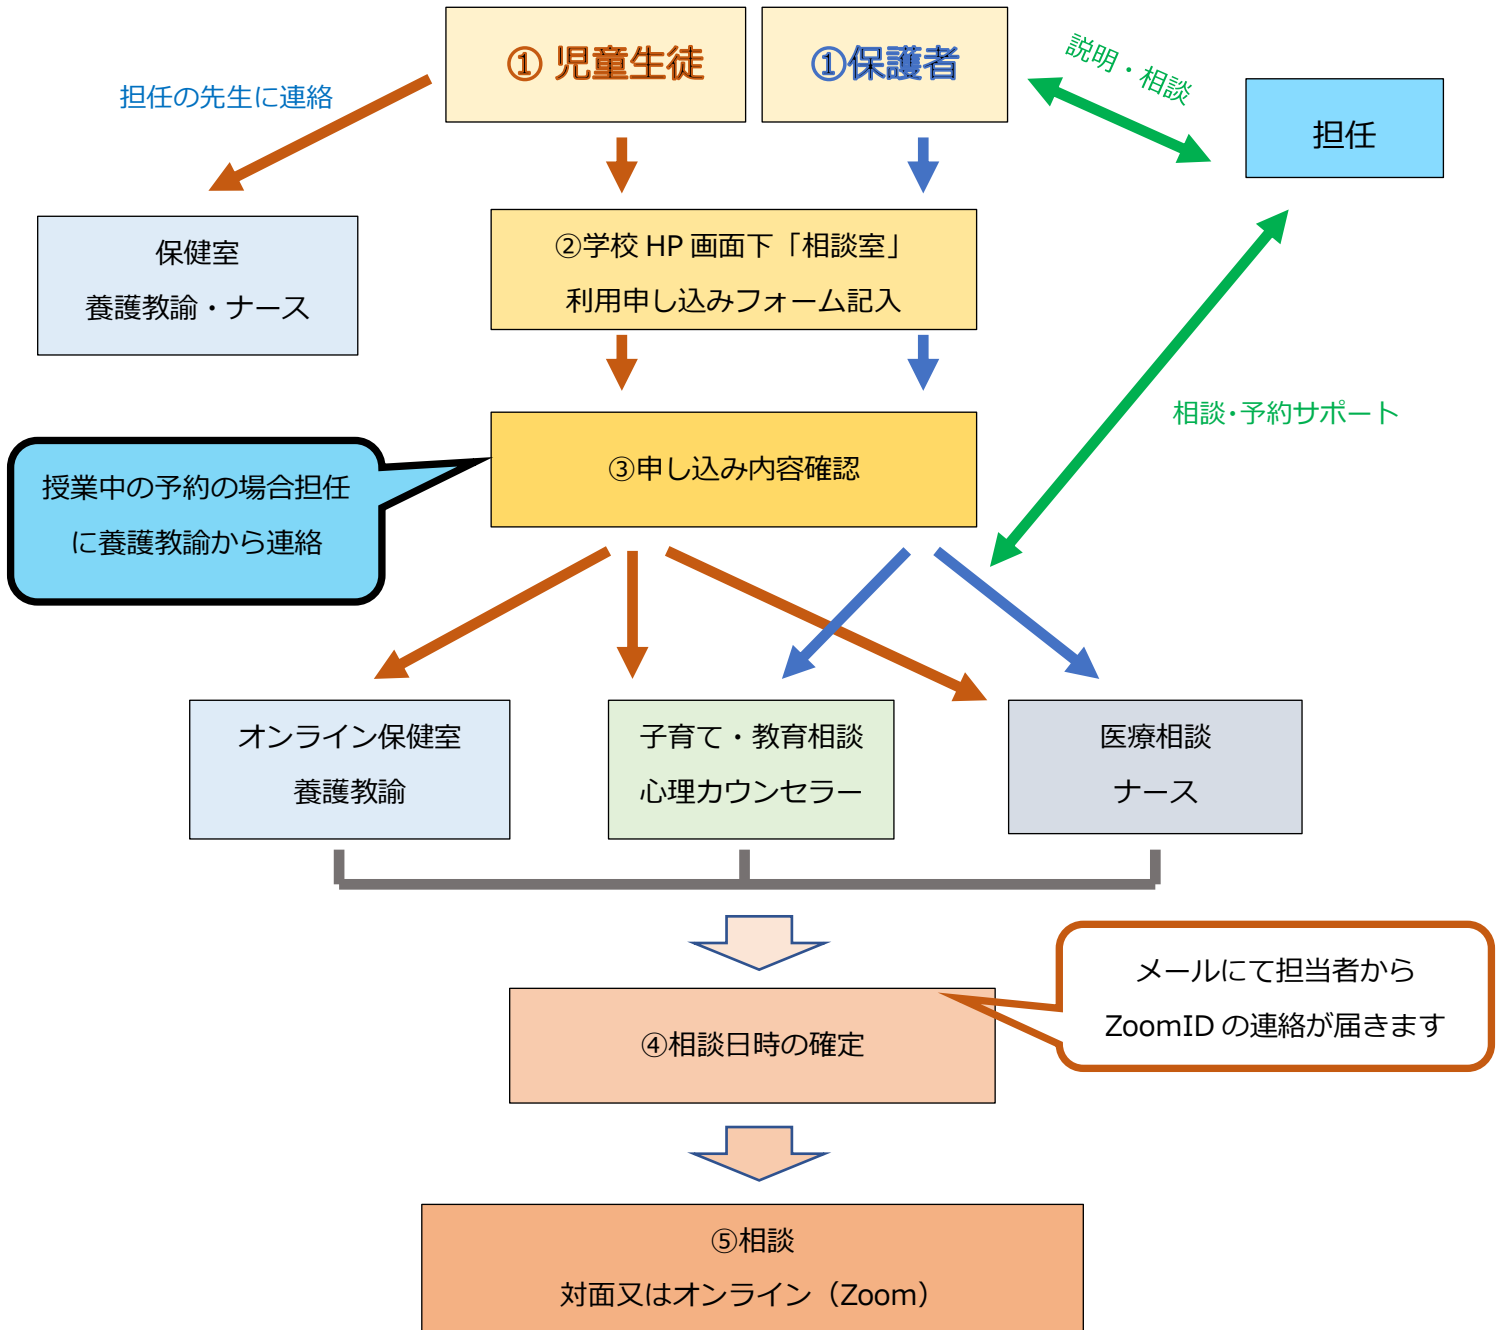 ① 児童生徒
①保護者
説明・相談
担任の先生に連絡
担任
保健室
養護教諭・ナース
②学校 HP 画面下「相談室」
利用申し込みフォーム記入
相談・予約サポート
③申し込み内容確認
授業中の予約の場合担任
に養護教諭から連絡
オンライン保健室
養護教諭
子育て・教育相談
心理カウンセラー
医療相談
ナース
メールにて担当者から
ZoomID の連絡が届きます
④相談日時の確定
⑤相談
対面又はオンライン（Zoom）